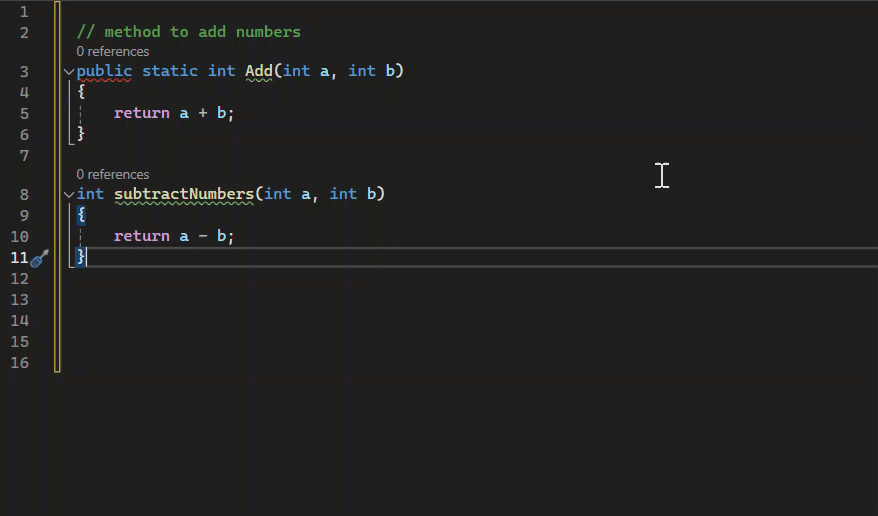 1
2 // method to add numbers
0 references
3 public static int Add(int a, int b)
4 {
5 return a + b;
6 }
7
0 references
8 int subtractNumbers(int a, int b)
9 {
10 return a - b;
11 }
12
13
14
15
16